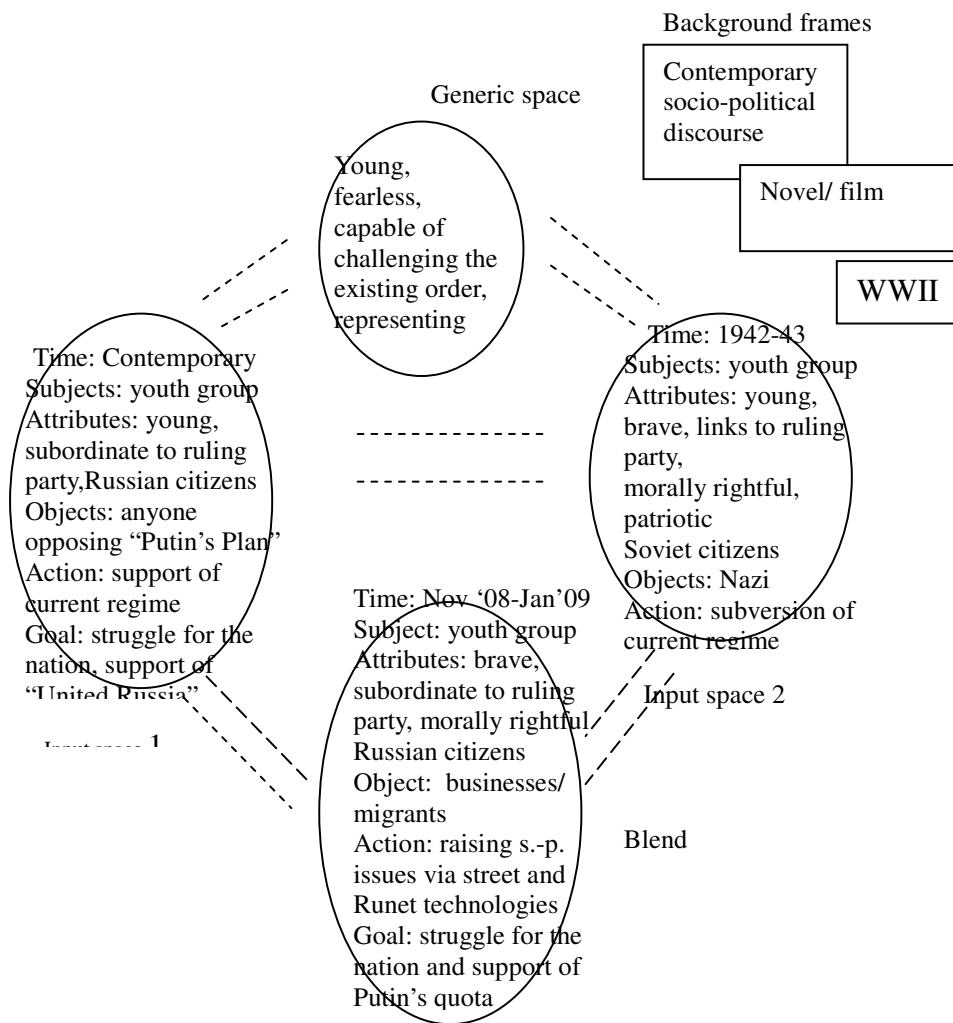 Background frames
Contemporary
socio-political
discourse
Novel/ film
WWII
Generic space
Young,
fearless,
capable of
challenging the
existing order,
representing
Time: Contemporary
Subjects: youth group
Attributes: young,
subordinate to ruling
party,Russian citizens
Objects: anyone
opposing “Putin’s Plan”
Action: support of
current regime
Goal: struggle for the
nation, support of
“United Russia”
Input space 1
Time: 1942-43
Subjects: youth group
Attributes: young,
brave, links to ruling
party,
morally rightful,
patriotic
Soviet citizens
Objects: Nazi
Action: subversion of
current regime
Input space 2
Time: Nov ‘08-Jan’09
Subject: youth group
Attributes: brave,
subordinate to ruling
party, morally rightful
Russian citizens
Object:  businesses/
migrants
Action: raising s.-p.
issues via street and
Runet technologies
Goal: struggle for the
nation and support of
Putin’s quota
Blend